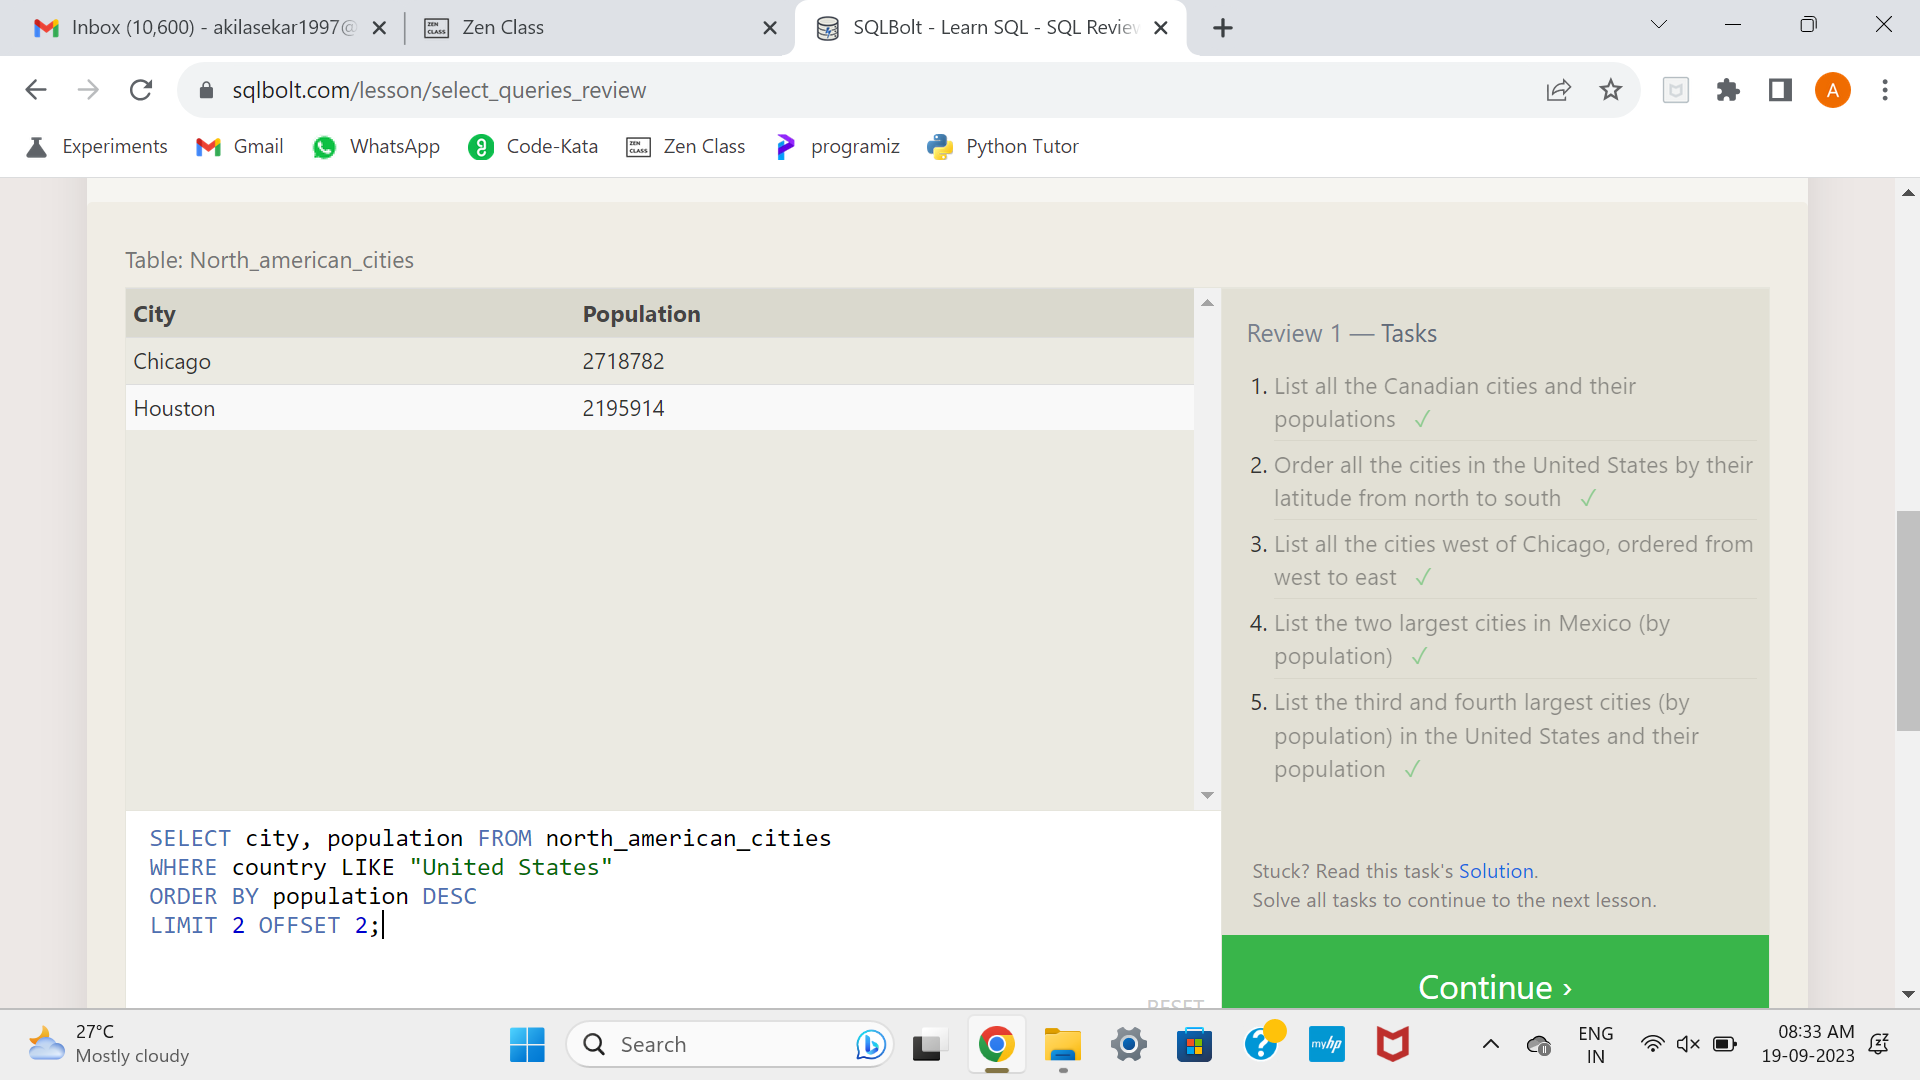 Inbox (10,600) - akilasekar1997@
Zen Class
SQLBolt - Learn SQL - SQL Review
sqlbolt.com/lesson/select_queries_review
A
Experiments
Gmail
WhatsApp
Code-Kata
ZEN CLASS
Zen Class
programiz
Python Tutor
Table: North_american_cities
City Population
Chicago 2718782
Houston 2195914
Review 1 — Tasks
1. List all the Canadian cities and their
populations ✓
2. Order all the cities in the United States by their
latitude from north to south ✓
3. List all the cities west of Chicago, ordered from
west to east ✓
4. List the two largest cities in Mexico (by
population) ✓
5. List the third and fourth largest cities (by
population) in the United States and their
population ✓
SELECT city, population FROM north_american_cities
WHERE country LIKE "United States"
ORDER BY population DESC
LIMIT 2 OFFSET 2;
Stuck? Read this task's Solution.
Solve all tasks to continue to the next lesson.
Continue ›
RESET
27°C
Mostly cloudy
Search
myhp
ENG
IN
08:33 AM
19-09-2023